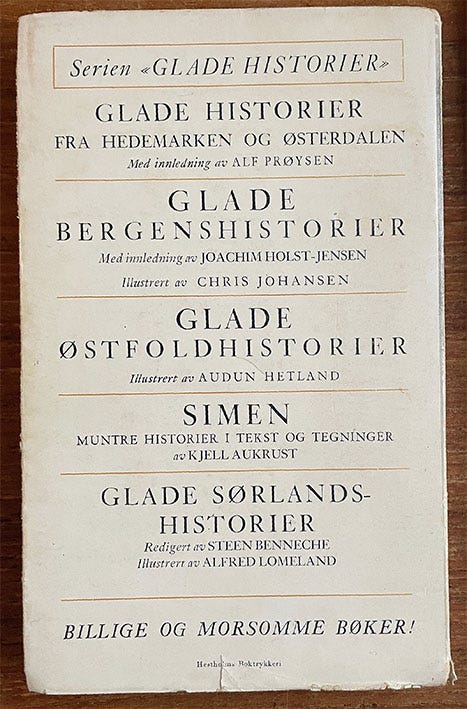 Serien «GLADE HISTORIER»
GLADE HISTORIER
FRA HEDEMARKEN OG ØSTERDALEN
Med innledning av ALF PRØYSEN
GLADE
BERGENSHISTORIER
Med innledning av JOACHIM HOLST-JENSEN
Illustrert av CHRIS JOHANSEN
GLADE
ØSTFOLDHISTORIER
Illustrert av AUDUN HETLAND
SIMEN
MUNTRE HISTORIER I TEKST OG TEGNINGER
av KJELL AUKRUST
GLADE SØRLANDS-
HISTORIER
Redigert av STEEN BENNECHE
Illustrert av ALFRED LOMELAND
BILLIGE OG MORSOMME BØKER!
Hestholms Boktrykkeri